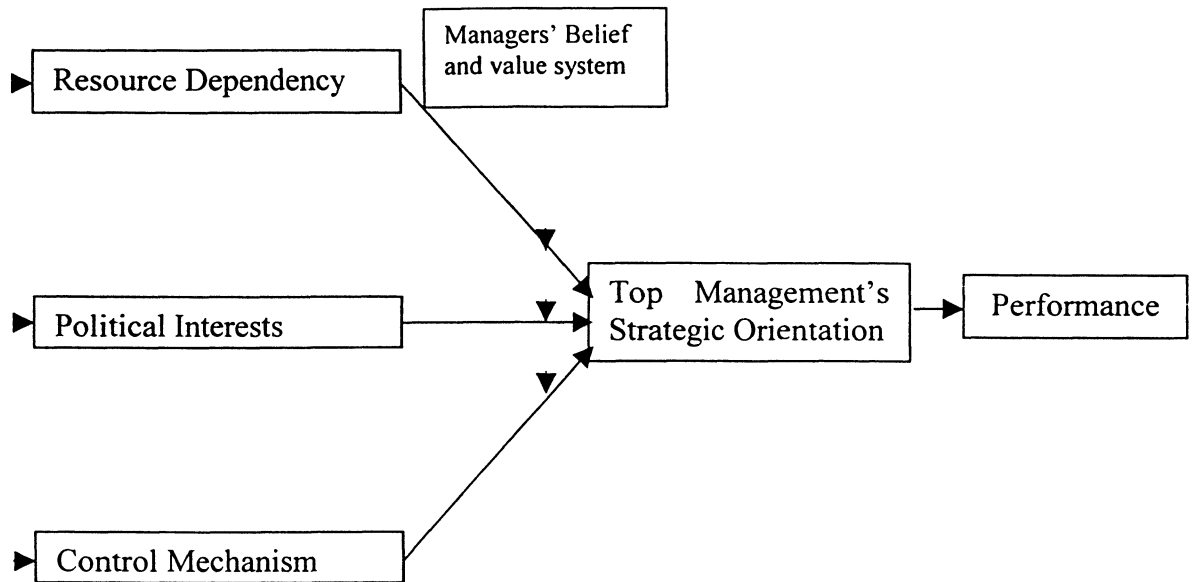 Managers’ Belief
and value system
Resource Dependency
Political Interests
Top Management’s
Strategic Orientation
Performance
Control Mechanism